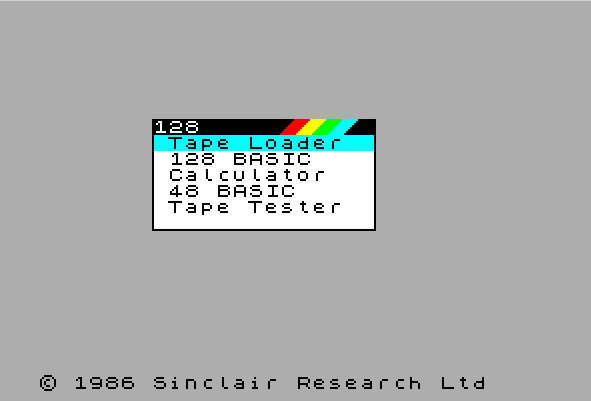 128
Tape Loader
128 BASIC
Calculator
48 BASIC
Tape Tester
© 1986 Sinclair Research Ltd